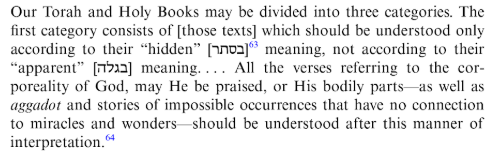 Our Torah and Holy Books may be divided into three categories. The
first category consists of [those texts] which should be understood only
according to their “hidden” [בסתר]63 meaning, not according to their
“apparent” [בגלה] meaning.... All the verses referring to the cor-
poreality of God, may He be praised, or His bodily parts—as well as
aggadot and stories of impossible occurrences that have no connection
to miracles and wonders—should be understood after this manner of
interpretation.64